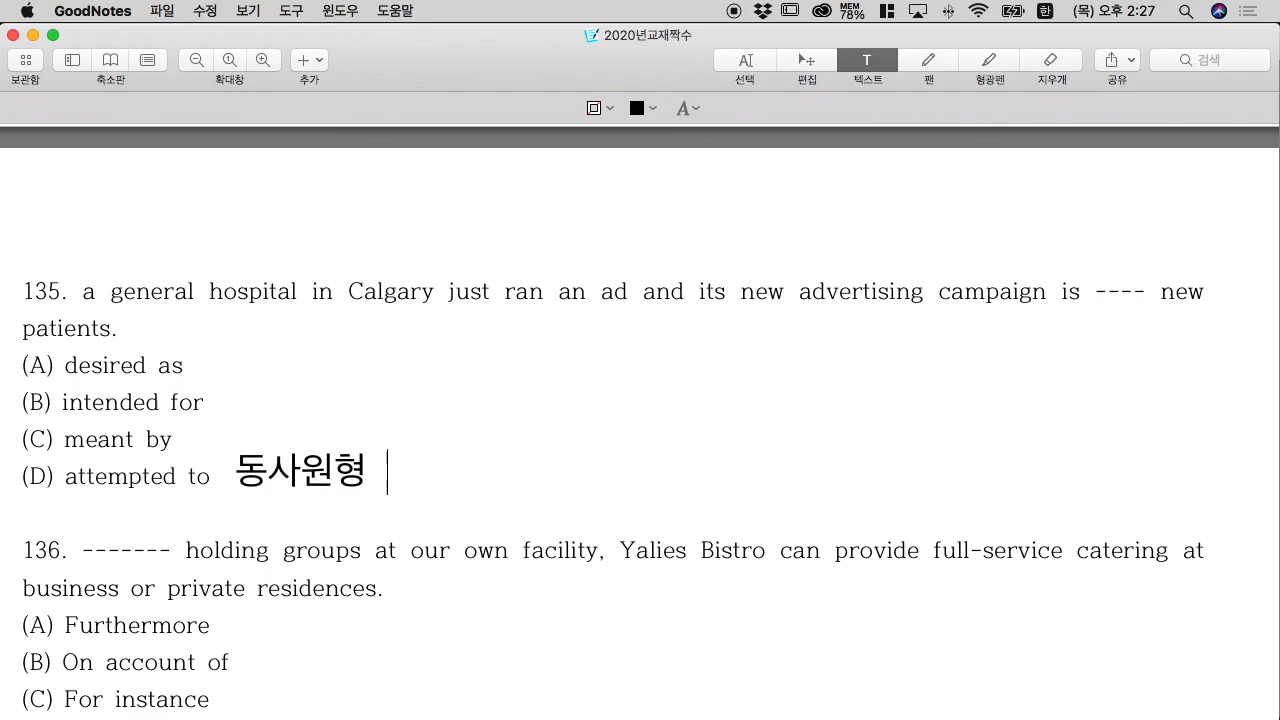 GoodNotes 파일 수정 보기 도구 윈도우 도움말 MEM 78% 한 (목) 오후 2:27
2020년교재짝수
보관함 축소판 확대창 추가 선택 편집 텍스트 펜 형광펜 지우개 공유 검색
135. a general hospital in Calgary just ran an ad and its new advertising campaign is ---- new
patients.
(A) desired as
(B) intended for
(C) meant by
(D) attempted to 동사원형
136. ------- holding groups at our own facility, Yalies Bistro can provide full-service catering at
business or private residences.
(A) Furthermore
(B) On account of
(C) For instance